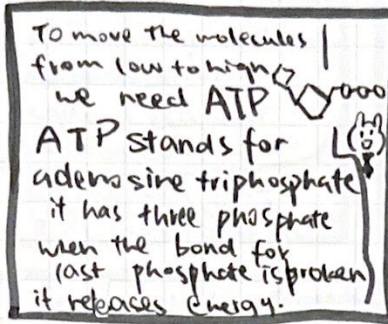 To move the molecules
from low to high
we need ATP
ATP stands for
adenosine triphosphate
it has three phosphate
when the bond for
last phosphate is broken
it releases energy.